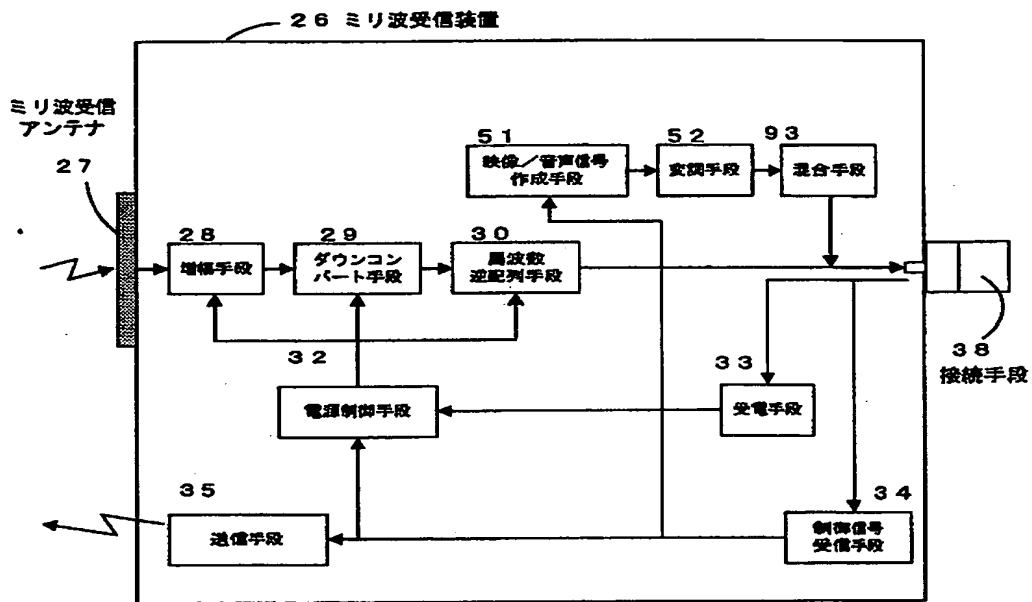 26 ミリ波受信装置
ミリ波受信
アンテナ
27
51
映像/音声信号
作成手段
52
変調手段
93
混合手段
28
増幅手段
29
ダウンコン
バート手段
30
周波数
逆配列手段
38
接続手段
32
電源制御手段
33
受電手段
35
送信手段
34
制御信号
受信手段